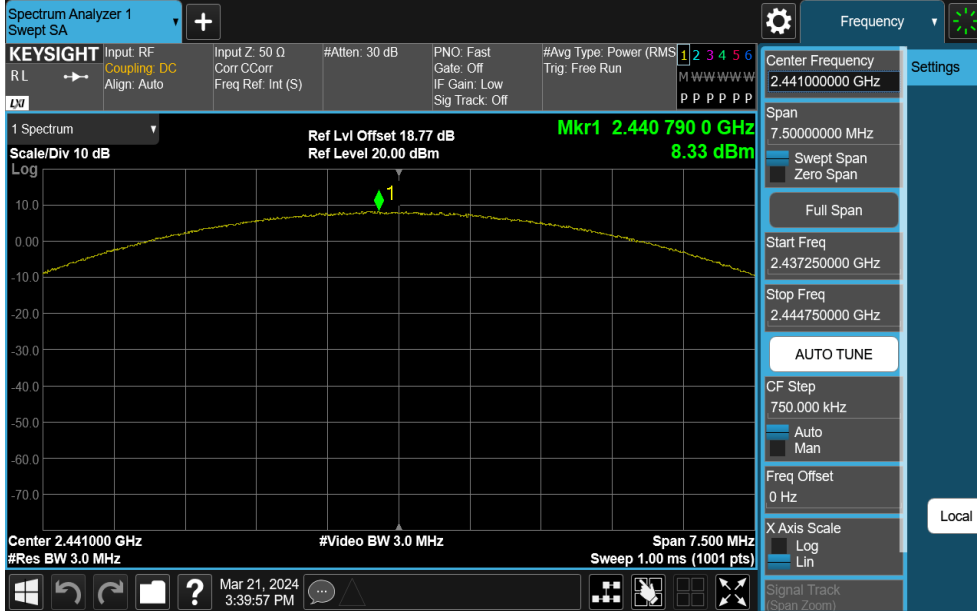 Spectrum Analyzer 1
Swept SA
+
Frequency
KEYSIGHT
RL
LXI
Input: RF
Coupling: DC
Align: Auto
Input Z: 50 Ω
Corr CCorr
Freq Ref: Int (S)
#Atten: 30 dB
PNO: Fast
Gate: Off
IF Gain: Low
Sig Track: Off
#Avg Type: Power (RMS
Trig: Free Run
1 2 3 4 5 6
M W W W W W
P P P P P P
1 Spectrum
Scale/Div 10 dB
Log
Ref Lvl Offset 18.77 dB
Ref Level 20.00 dBm
Mkr1 2.440 790 0 GHz
8.33 dBm
1
10.0
0.00
-10.0
-20.0
-30.0
-40.0
-50.0
-60.0
-70.0
Center 2.441000 GHz
#Res BW 3.0 MHz
#Video BW 3.0 MHz
Span 7.500 MHz
Sweep 1.00 ms (1001 pts)
Center Frequency
2.441000000 GHz
Span
7.50000000 MHz
Swept Span
Zero Span
Full Span
Start Freq
2.437250000 GHz
Stop Freq
2.444750000 GHz
AUTO TUNE
CF Step
750.000 kHz
Auto
Man
Freq Offset
0 Hz
X Axis Scale
Log
Lin
Signal Track
(Span Zoom)
Settings
Local
?
Mar 21, 2024
3:39:57 PM